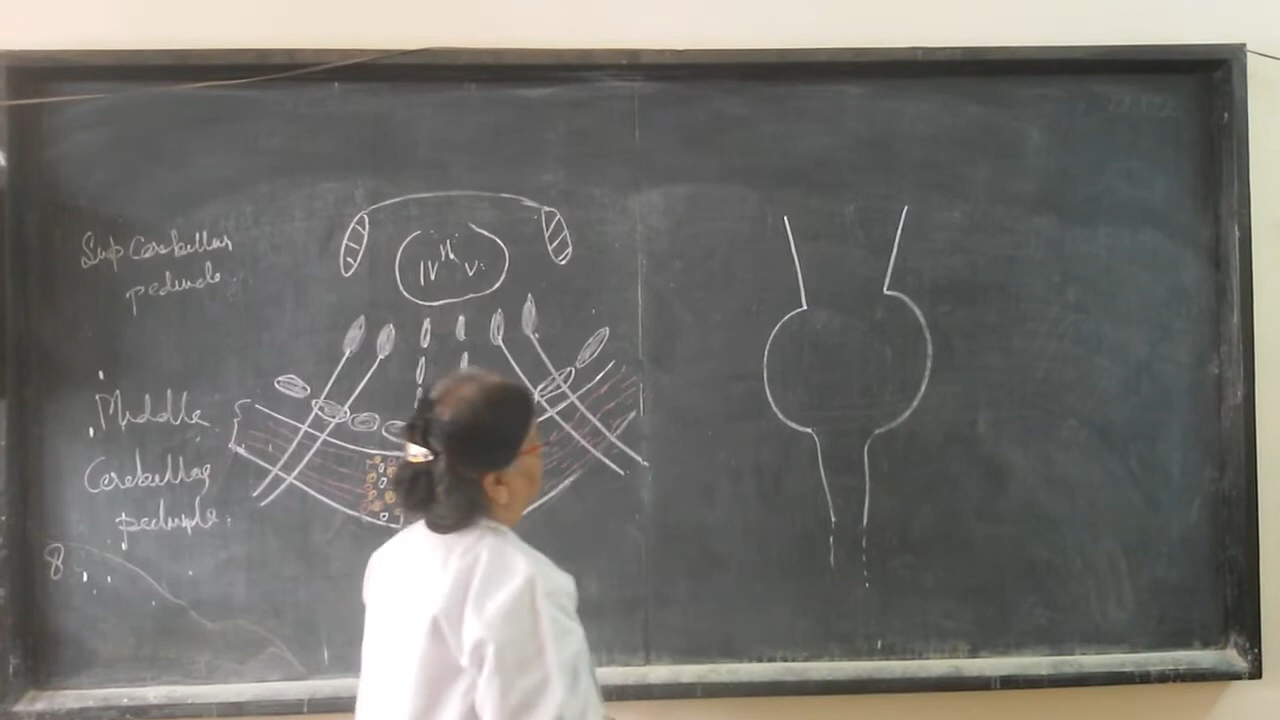 Sup Cerebellar
peduncle
IVth V.
Middle
Cerebellar
peduncle.
8